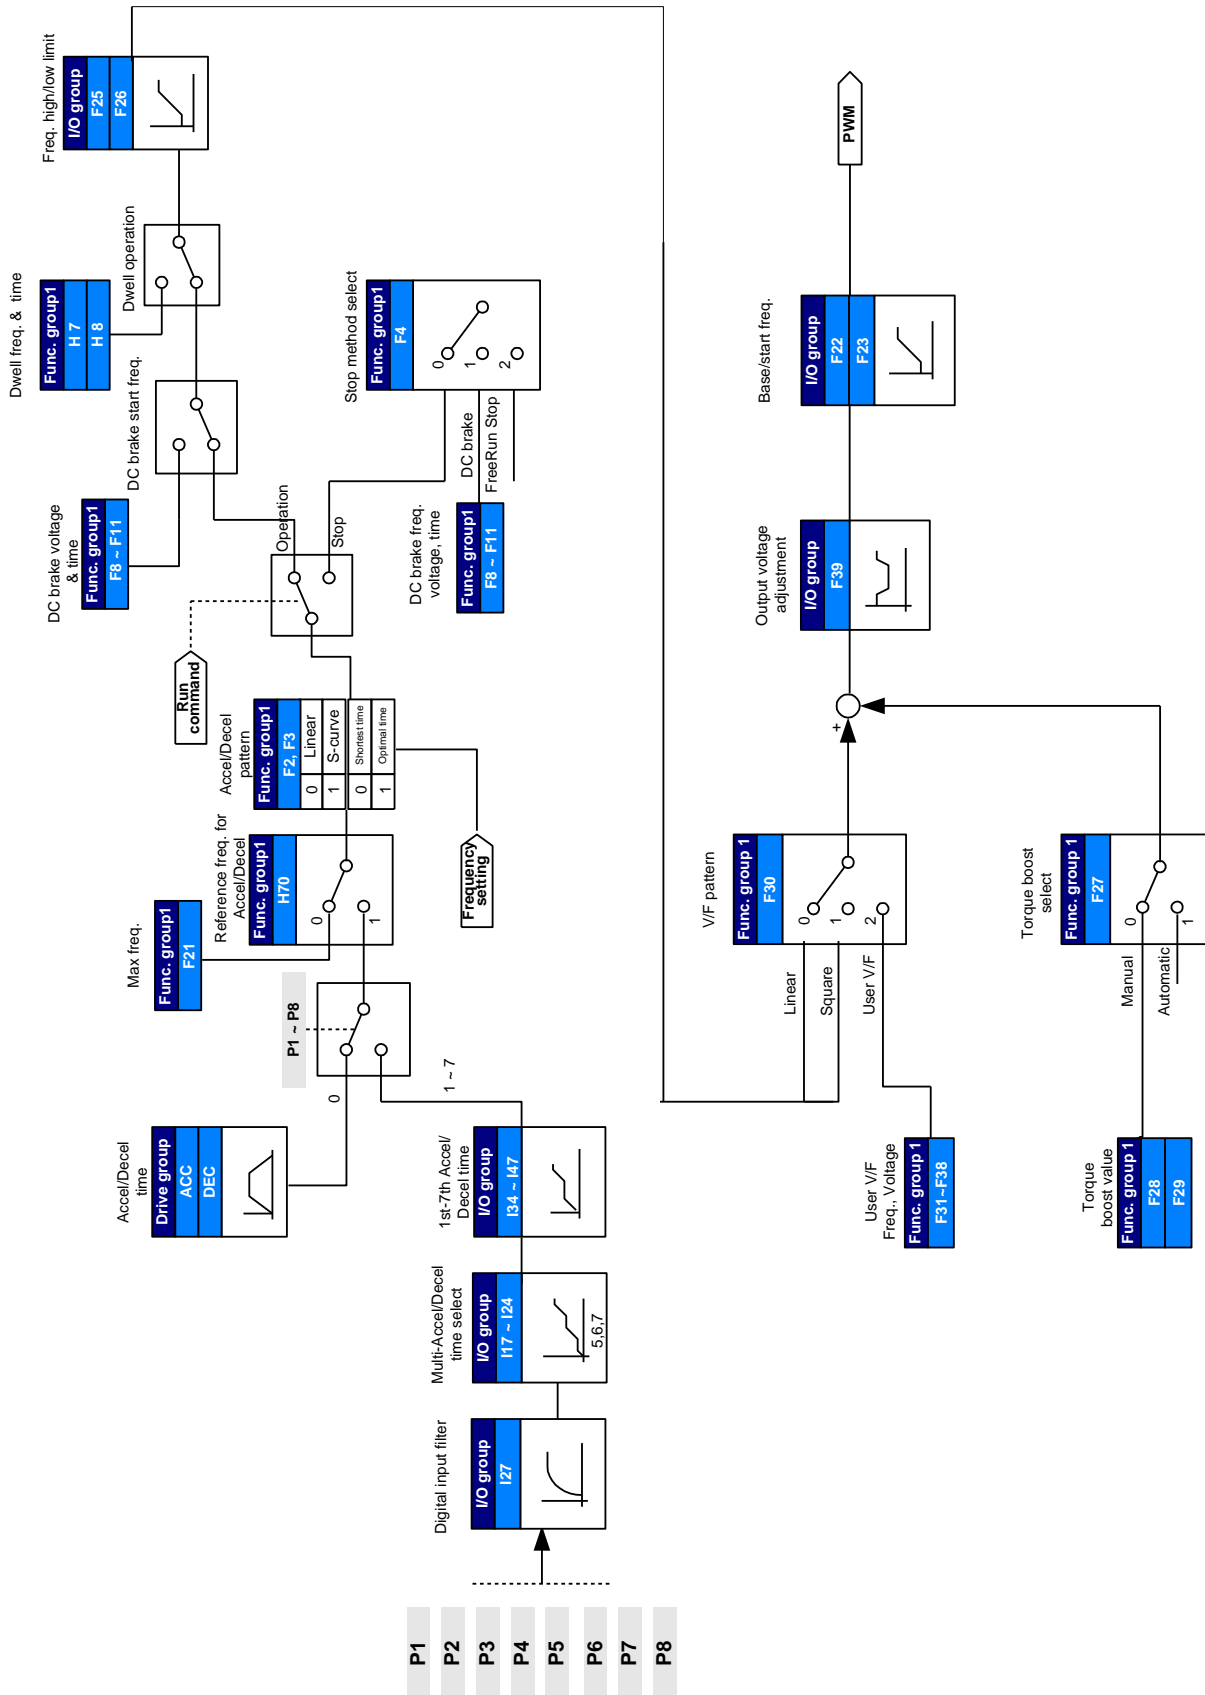 P1
P2
P3
P4
P5
P6
P7
P8
Digital input filter
I/O group
I27
Multi-Accel/Decel
time select
I/O group
I17 ~ I24
5,6,7
1st-7th Accel/
Decel time
I/O group
I34 ~ I47
Accel/Decel
time
Drive group
ACC
DEC
0
1 ~ 7
P1 ~ P8
Max freq.
Func. group1
F21
Reference freq. for
Accel/Decel
Func. group1
H70
0
1
Accel/Decel
pattern
Func. group1
F2, F3
0 Linear
1 S-curve
0 Shortest time
1 Optimal time
Frequency
setting
Run
command
Operation
Stop
DC brake voltage
& time
Func. group1
F8 ~ F11
DC brake start freq.
Dwell freq. & time
Func. group1
H 7
H 8
Dwell operation
Freq. high/low limit
I/O group
F25
F26
Stop method select
Func. group1
F4
0
1
2
DC brake
FreeRun Stop
DC brake freq.
voltage, time
Func. group1
F8 ~ F11
V/F pattern
Func. group 1
F30
0
1
2
Linear
Square
User V/F
User V/F
Freq., Voltage
Func. group 1
F31~F38
Torque
boost value
Func. group 1
F28
F29
Torque boost
select
Func. group 1
F27
0
1
Manual
Automatic
+
Output voltage
adjustment
I/O group
F39
Base/start freq.
I/O group
F22
F23
PWM